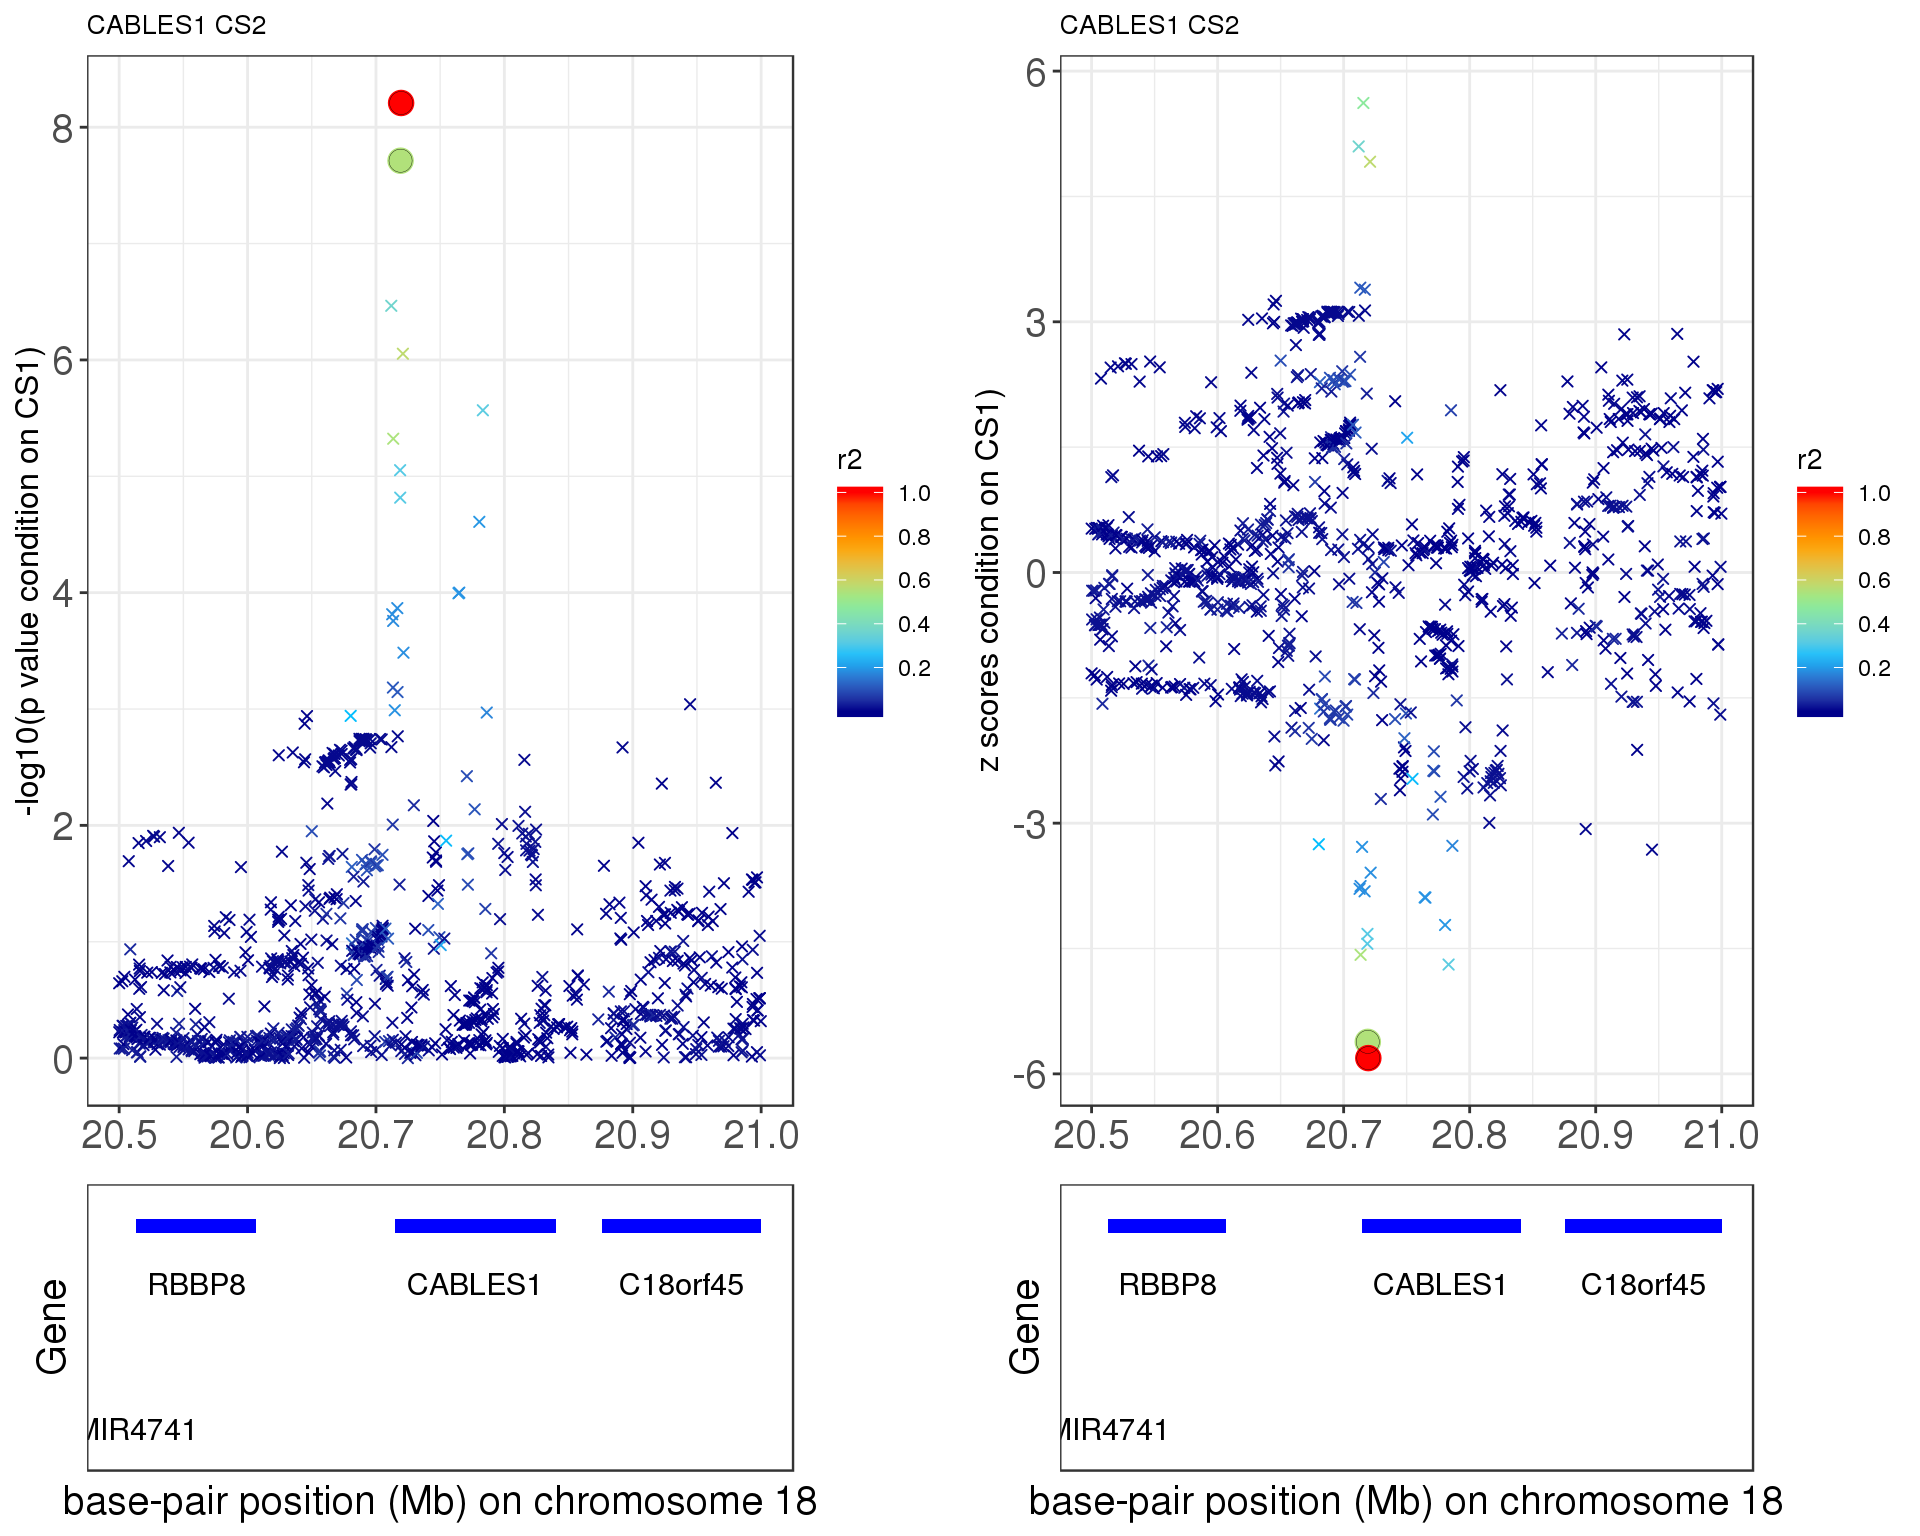 CABLES1 CS2
-log10(p value condition on CS1)
8
6
4
2
0
20.5 20.6 20.7 20.8 20.9 21.0
r2
1.0
0.8
0.6
0.4
0.2
Gene
RBBP8 CABLES1 C18orf45
MIR4741
base-pair position (Mb) on chromosome 18
CABLES1 CS2
z scores condition on CS1)
6
3
0
-3
-6
20.5 20.6 20.7 20.8 20.9 21.0
r2
1.0
0.8
0.6
0.4
0.2
Gene
RBBP8 CABLES1 C18orf45
MIR4741
base-pair position (Mb) on chromosome 18